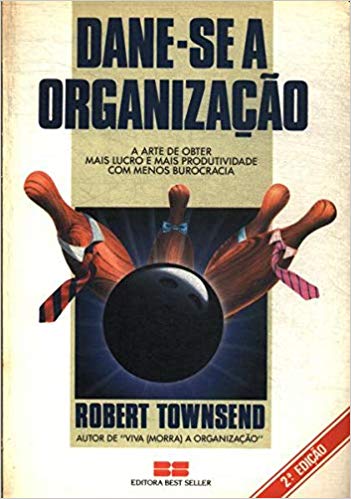 DANE-SE A
ORGANIZAÇÃO
A ARTE DE OBTER
MAIS LUCRO E MAIS PRODUTIVIDADE
COM MENOS BUROCRACIA
ROBERT TOWNSEND
AUTOR DE "VIVA (MORRA) A ORGANIZAÇÃO"
2.ª EDIÇÃO
EDITORA BEST SELLER